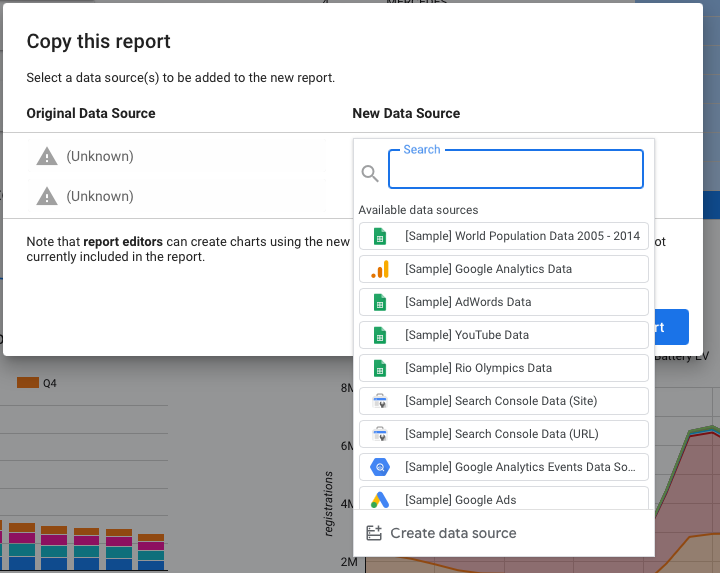 Copy this report
Select a data source(s) to be added to the new report.
Original Data Source
New Data Source
(Unknown)
(Unknown)
Search
Available data sources
[Sample] World Population Data 2005 - 2014
[Sample] Google Analytics Data
[Sample] AdWords Data
[Sample] YouTube Data
[Sample] Rio Olympics Data
[Sample] Search Console Data (Site)
[Sample] Search Console Data (URL)
[Sample] Google Analytics Events Data So...
[Sample] Google Ads
Create data source
Note that report editors can create charts using the new
ot
currently included in the report.
rt
Battery EV
Q4
8M
6M
4M
2M
registrations